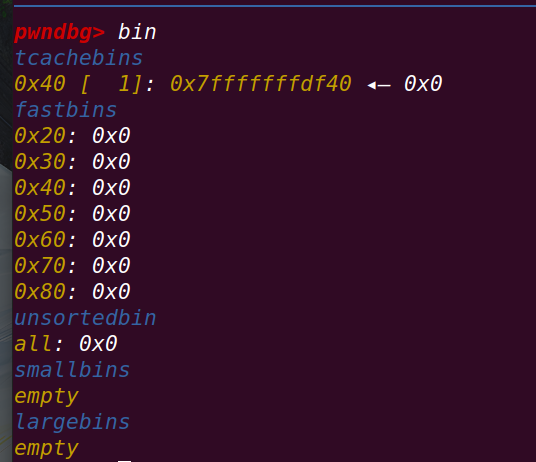 pwndbg> bin
tcachebins
0x40 [  1]: 0x7fffffffdf40 ◂— 0x0
fastbins
0x20: 0x0
0x30: 0x0
0x40: 0x0
0x50: 0x0
0x60: 0x0
0x70: 0x0
0x80: 0x0
unsortedbin
all: 0x0
smallbins
empty
largebins
empty